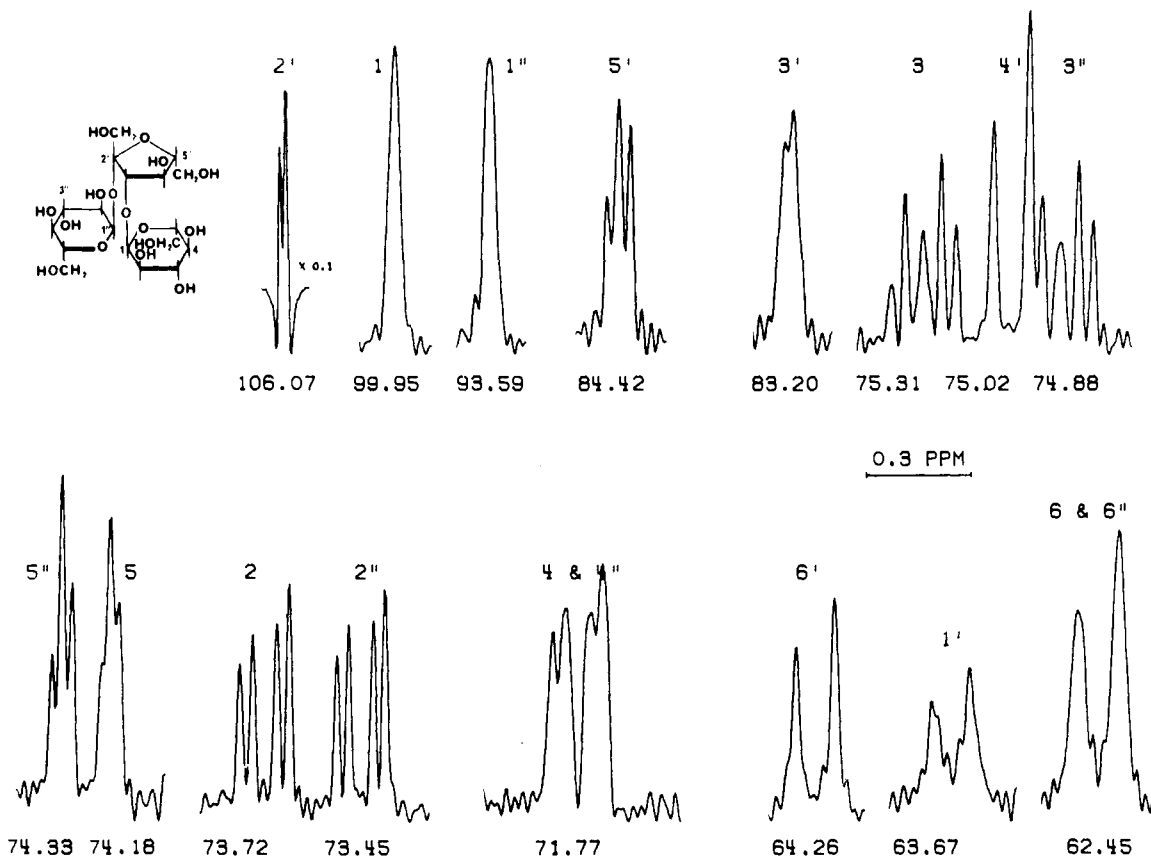 2' 1 1" 5' 3' 3 4' 3"
HOCH₂ O 5'
2' HO
CH₂OH
3" HO O
HO O
OH 1" O OH
HOH₂C
1 OH 4
O
HOCH₂
OH
X 0.1
106.07 99.95 93.59 84.42 83.20 75.31 75.02 74.88
0.3 PPM
5" 5 2 2" 4 & 4" 6' 1' 6 & 6"
74.33 74.18 73.72 73.45 71.77 64.26 63.67 62.45